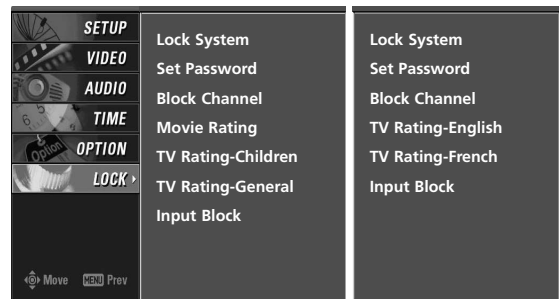 SETUP
VIDEO
AUDIO
TIME
OPTION
LOCK
Move MENU Prev
Lock System
Set Password
Block Channel
Movie Rating
TV Rating-Children
TV Rating-General
Input Block
Lock System
Set Password
Block Channel
TV Rating-English
TV Rating-French
Input Block